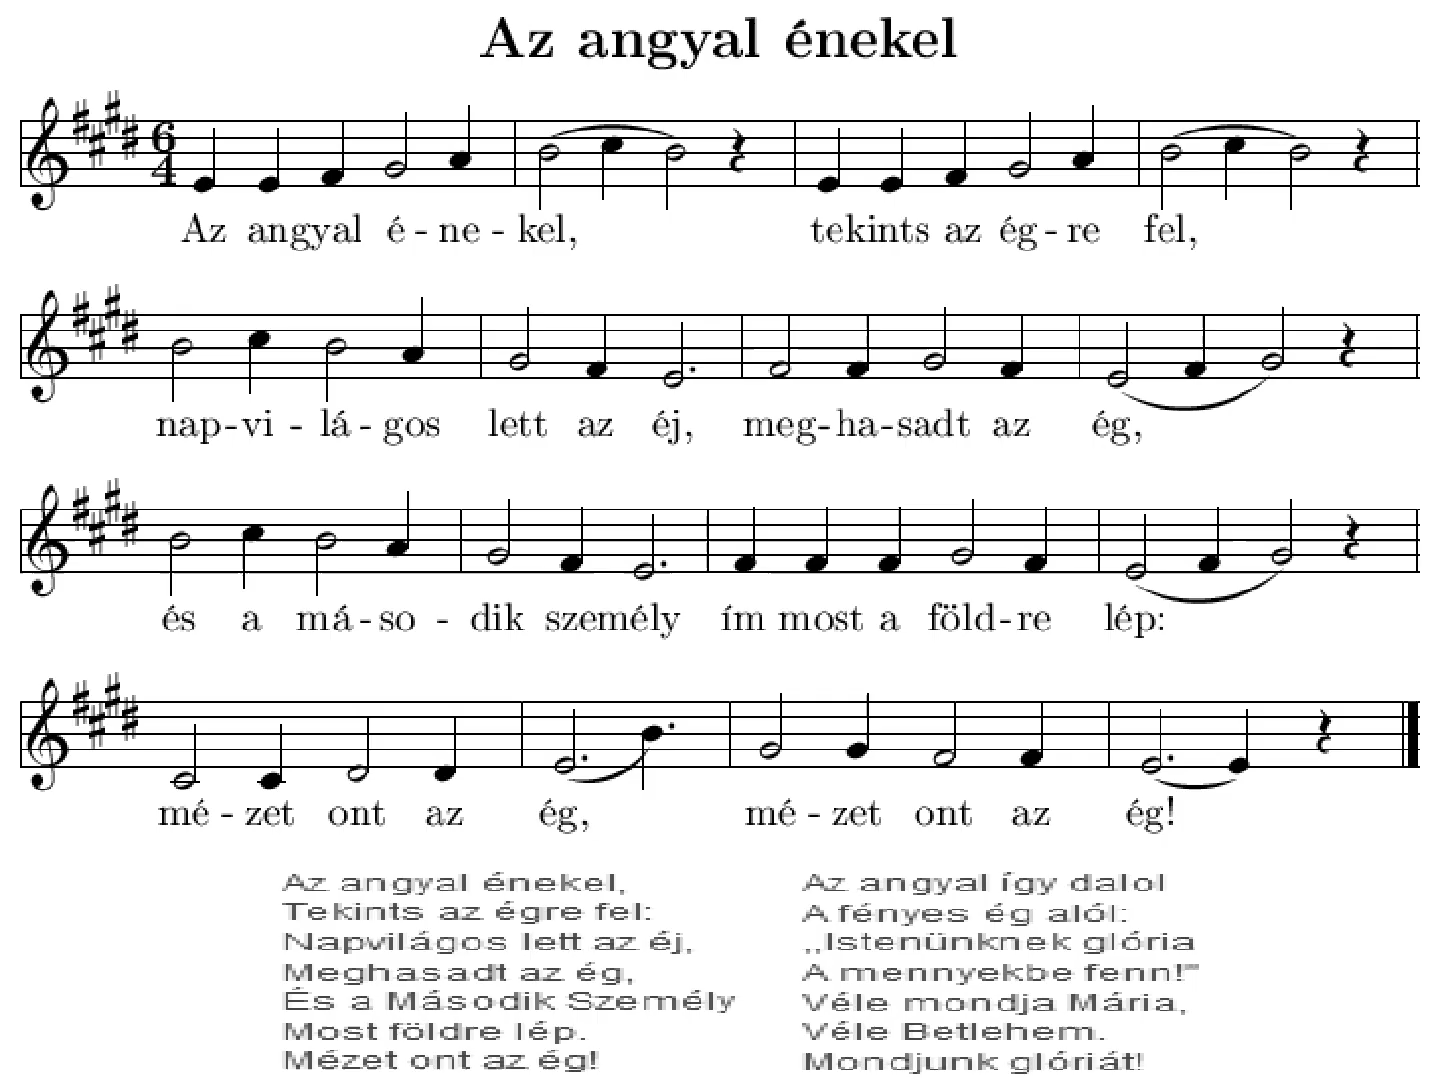 Az angyal énekel
6
4
Az angyal é - ne - kel, tekints az ég - re fel,
nap - vi - lá - gos lett az éj, meg - ha - sadt az ég,
és a má - so - dik személy ím most a föld - re lép:
mé - zet ont az ég, mé - zet ont az ég!
Az angyal énekel,
Tekints az égre fel:
Napvilágos lett az éj,
Meghasadt az ég,
És a Második Személy
Most földre lép.
Mézet ont az ég!
Az angyal így dalol
A fényes ég alól:
,,Istenünknek glória
A mennyekbe fenn!"
Véle mondja Mária,
Véle Betlehem.
Mondjunk glóriát!